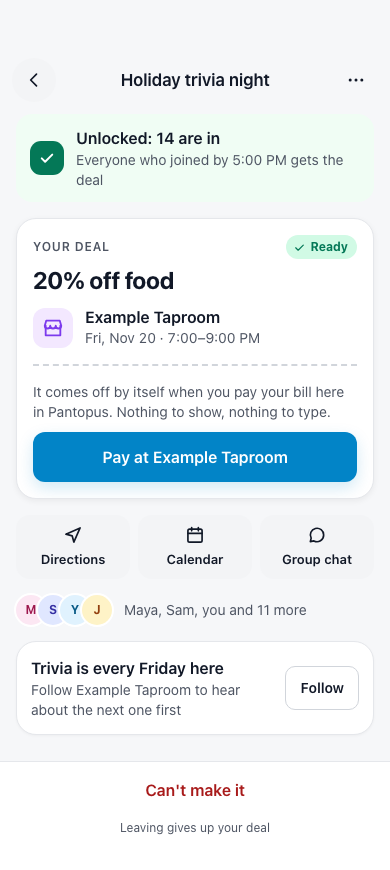 Holiday trivia night
Unlocked: 14 are in
Everyone who joined by 5:00 PM gets the
deal
YOUR DEAL
Ready
20% off food
Example Taproom
Fri, Nov 20 · 7:00–9:00 PM
It comes off by itself when you pay your bill here
in Pantopus. Nothing to show, nothing to type.
Pay at Example Taproom
Directions
Calendar
Group chat
M S Y J
Maya, Sam, you and 11 more
Trivia is every Friday here
Follow Example Taproom to hear
about the next one first
Follow
Can't make it
Leaving gives up your deal